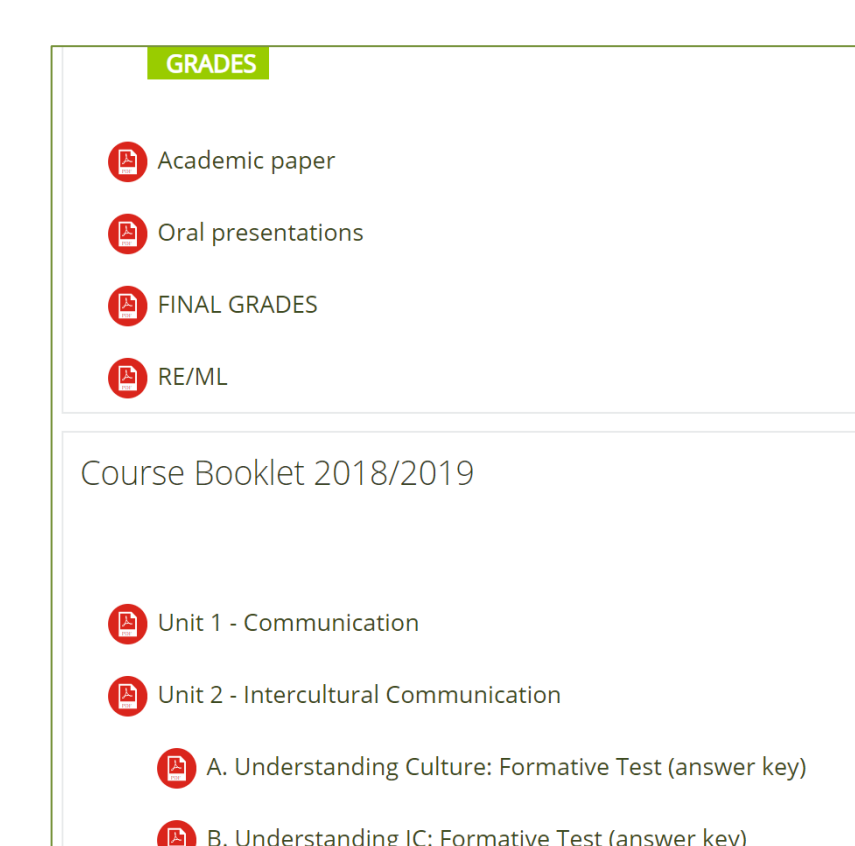 GRADES
Academic paper
Oral presentations
FINAL GRADES
RE/ML
Course Booklet 2018/2019
Unit 1 - Communication
Unit 2 - Intercultural Communication
A. Understanding Culture: Formative Test (answer key)
B. Understanding IC: Formative Test (answer key)